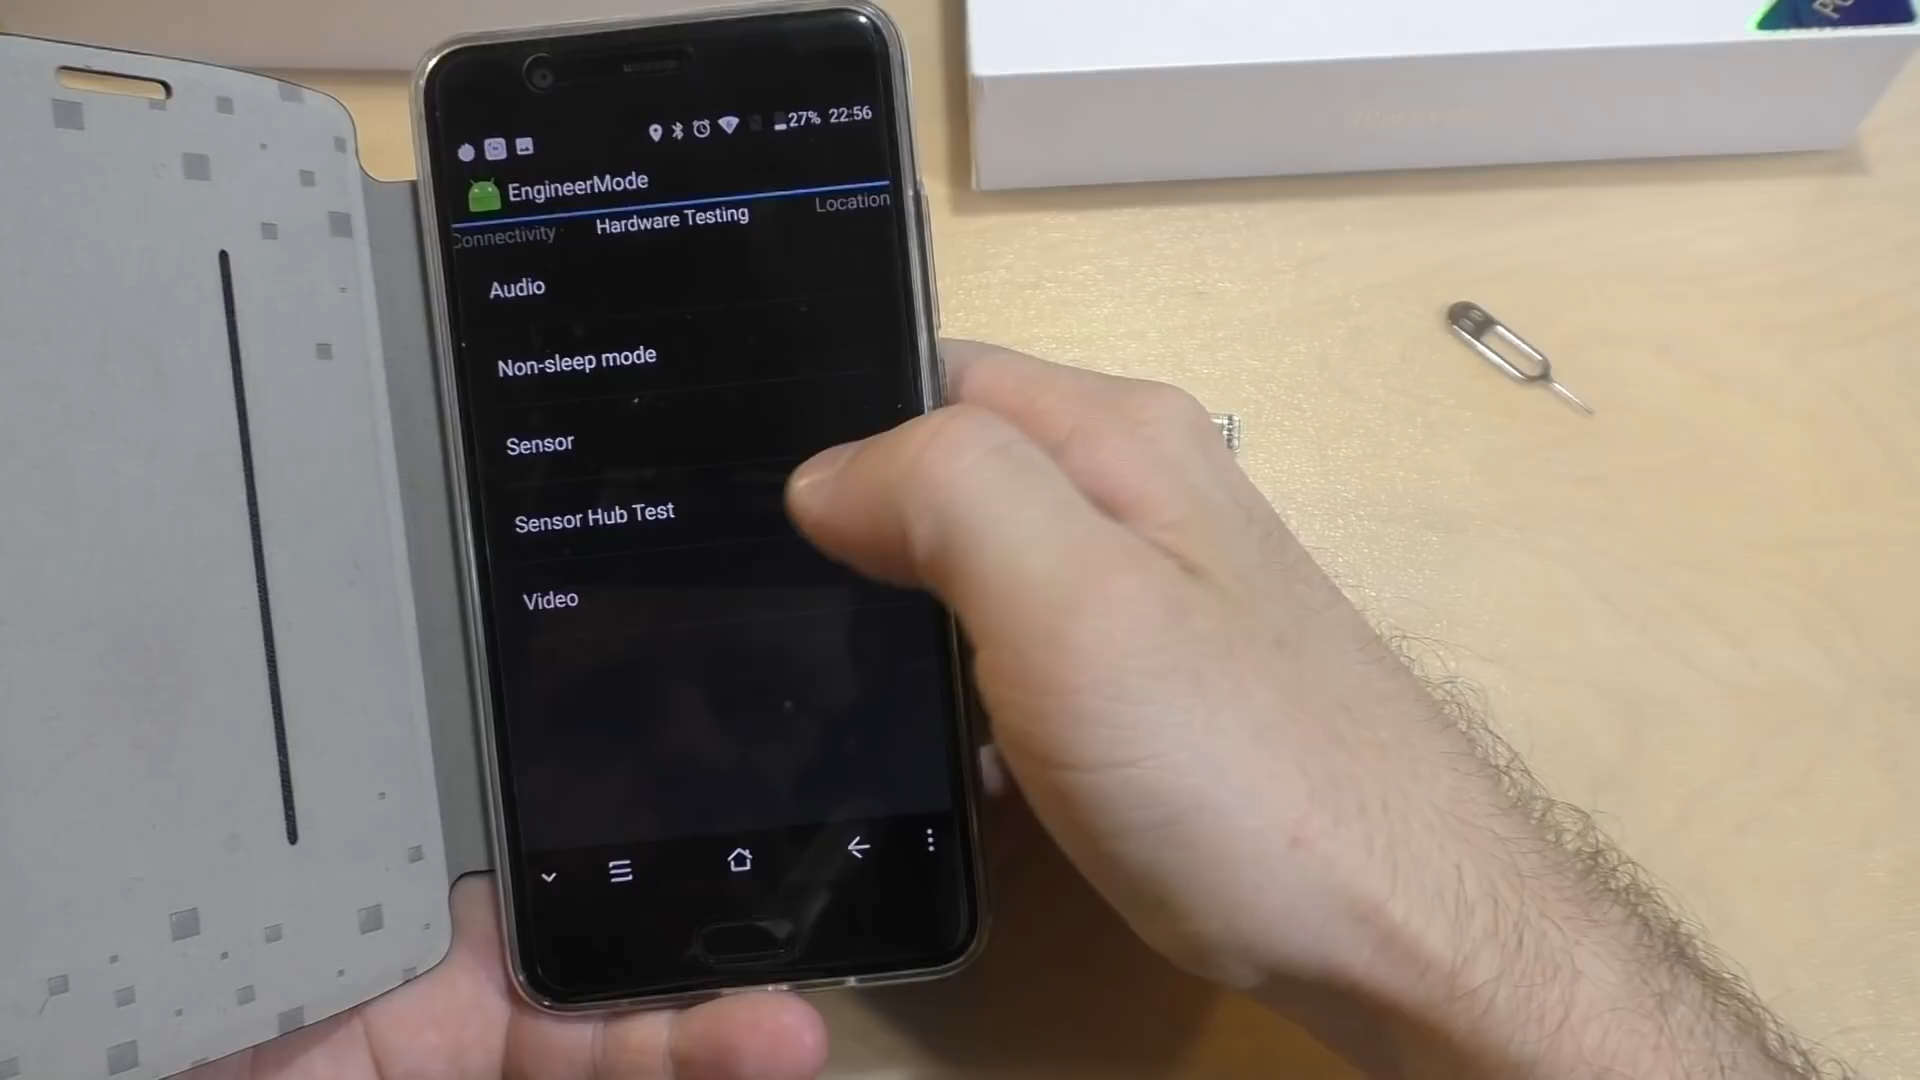 27% 22:56
EngineerMode
Connectivity Hardware Testing Location
Audio
Non-sleep mode
Sensor
Sensor Hub Test
Video